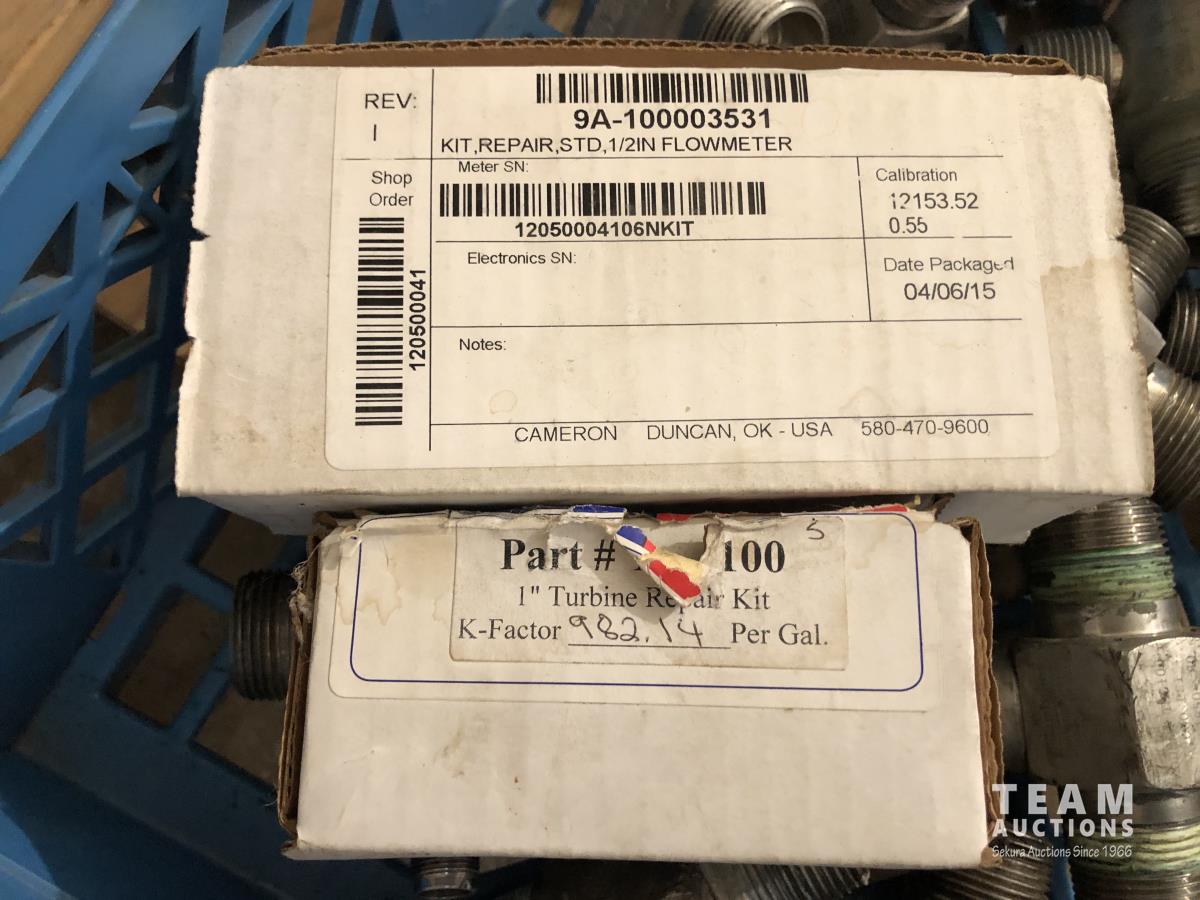 9A-100003531
REV:
I
KIT,REPAIR,STD,1/2IN FLOWMETER
Meter SN:
12050004106NKIT
Shop
Order
120500041
Calibration
12153.52
0.55
Electronics SN:
Date Packaged
04/06/15
Notes:
CAMERON DUNCAN, OK - USA 580-470-9600
5
Part # 100
1" Turbine Repair Kit
K-Factor 982.14 Per Gal.
TEAM
AUCTIONS
Sekura Auctions Since 1966